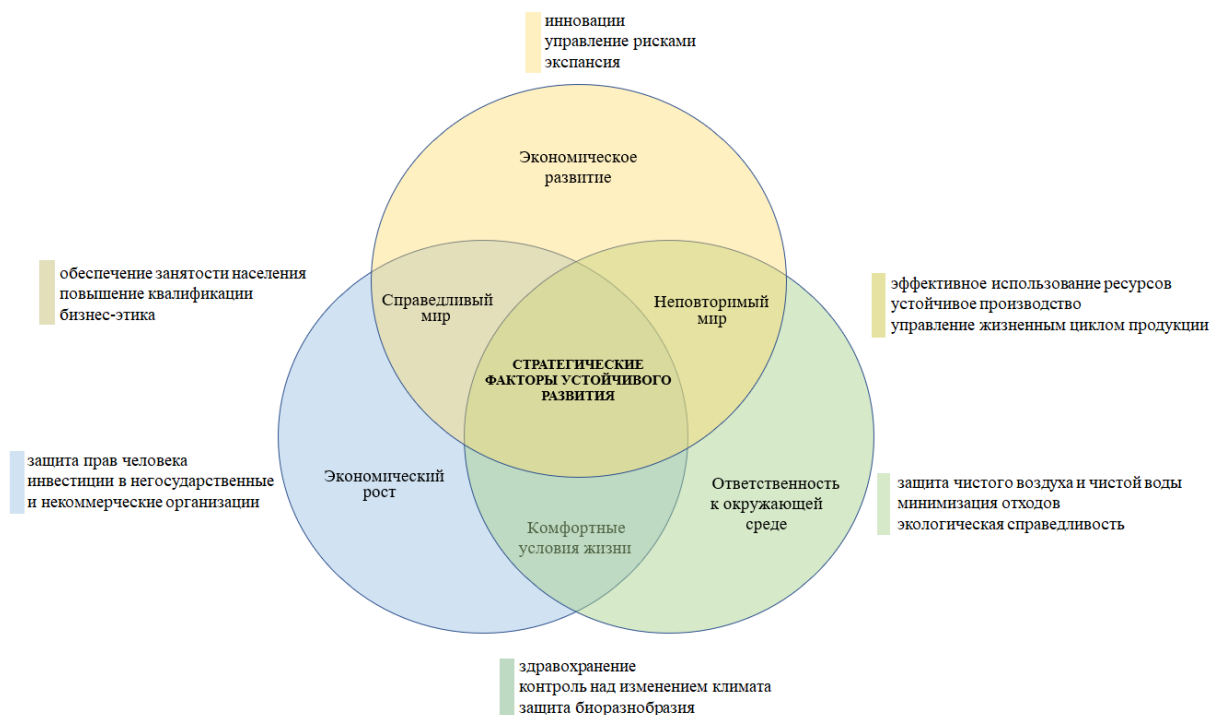 инновации
управление рисками
экспансия
Экономическое
развитие
обеспечение занятости населения
повышение квалификации
бизнес-этика
Справедливый
мир
Неповторимый
мир
эффективное использование ресурсов
устойчивое производство
управление жизненным циклом продукции
СТРАТЕГИЧЕСКИЕ
ФАКТОРЫ УСТОЙЧИВОГО
РАЗВИТИЯ
защита прав человека
инвестиции в негосударственные
и некоммерческие организации
Экономический
рост
Ответственность
к окружающей
среде
защита чистого воздуха и чистой воды
минимизация отходов
экологическая справедливость
Комфортные
условия жизни
здравохранение
контроль над изменением климата
защита биоразнобразия